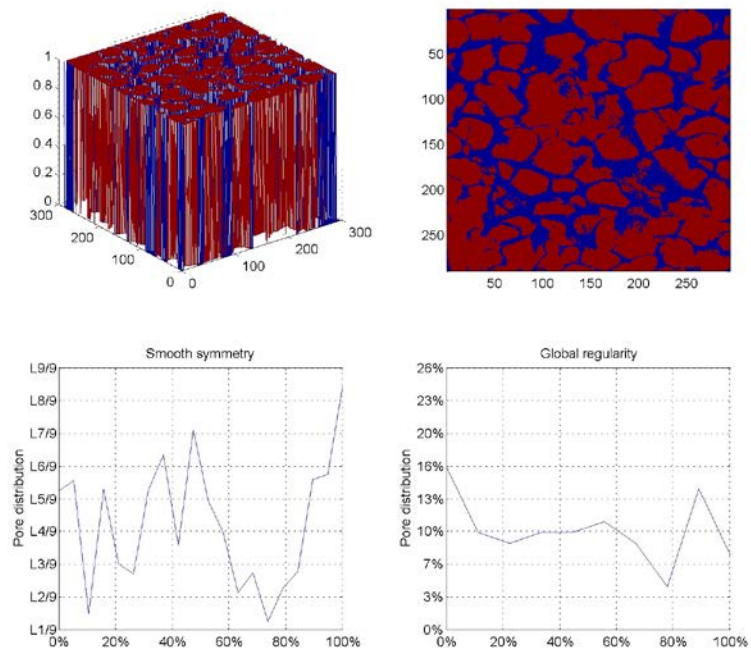 1
0.8
0.6
0.4
0.2
0
300
200
100
0
0
100
200
300
50
100
150
200
250
50 100 150 200 250
Smooth symmetry
L9/9
L8/9
L7/9
L6/9
L5/9
L4/9
L3/9
L2/9
L1/9
Pore distribution
0% 20% 40% 60% 80% 100%
Global regularity
26%
23%
20%
16%
13%
10%
7%
3%
0%
Pore distribution
0% 20% 40% 60% 80% 100%